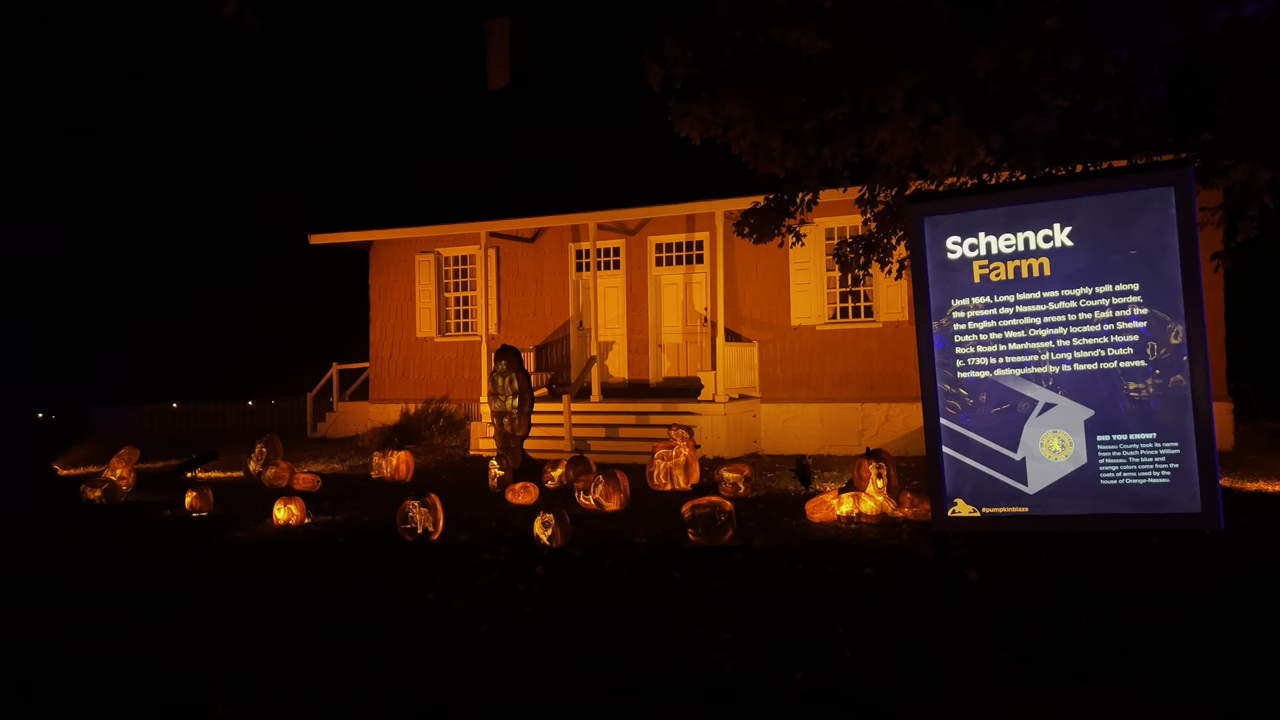 Schenck
Farm
Until 1664, Long Island was roughly split along
the present day Nassau-Suffolk County border,
the English controlling areas to the East and the
Dutch to the West. Originally located on Shelter
Rock Road in Manhasset, the Schenck House
(c. 1730) is a treasure of Long Island's Dutch
heritage, distinguished by its flared roof eaves.
DID YOU KNOW?
Nassau County took its name
from the Dutch Prince William
of Nassau. The blue and
orange colors come from the
coats of arms used by the
house of Orange-Nassau.
#pumpkinblaze